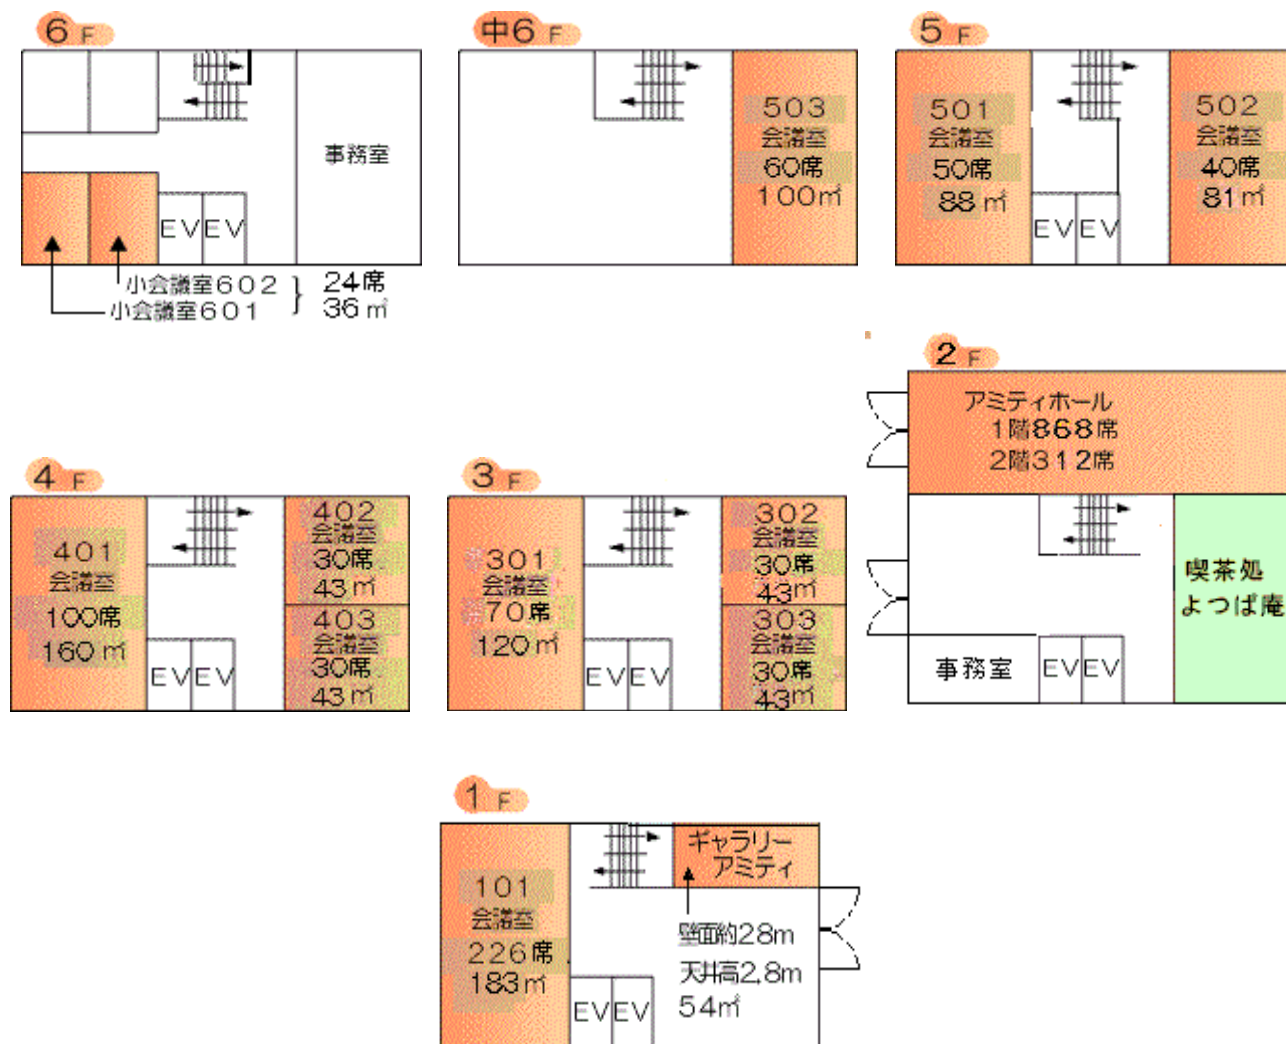 6F
事務室
EV EV
小会議室602
小会議室601
24席
36㎡
中6F
503
会議室
60席
100㎡
5F
501
会議室
50席
88㎡
EV EV
502
会議室
40席
81㎡
4F
401
会議室
100席
160㎡
EV EV
402
会議室
30席
43㎡
403
会議室
30席
43㎡
3F
301
会議室
70席
120㎡
EV EV
302
会議室
30席
43㎡
303
会議室
30席
43㎡
2F
アミティホール
1階868席
2階312席
喫茶処
よつば庵
事務室
EV EV
1F
101
会議室
226席
183㎡
EV EV
ギャラリー
アミティ
壁面約28m
天井高2.8m
54㎡